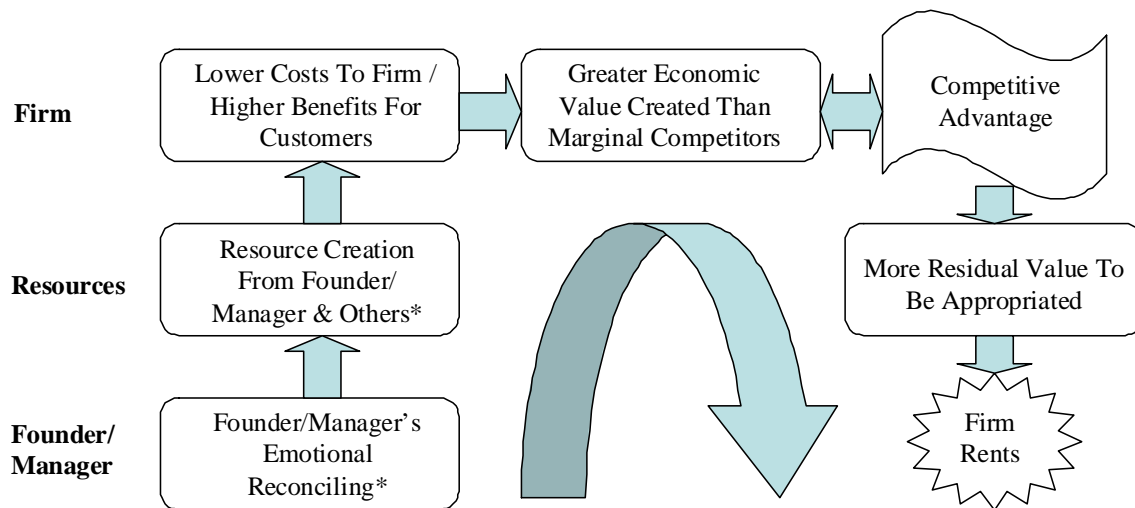 Firm
Lower Costs To Firm /
Higher Benefits For
Customers
Greater Economic
Value Created Than
Marginal Competitors
Competitive
Advantage
Resources
Resource Creation
From Founder/
Manager & Others*
More Residual Value To
Be Appropriated
Founder/
Manager
Founder/Manager’s
Emotional
Reconciling*
Firm
Rents